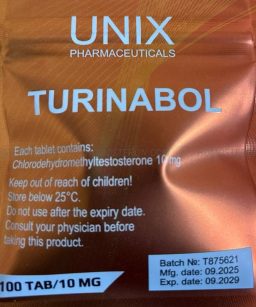 UNIX
PHARMACEUTICALS
TURINABOL
Each tablet contains:
Chlorodehydromethyltestosterone 10 mg
Keep out of reach of children!
Store below 25°C.
Do not use after the expiry date.
Consult your physician before
taking this product.
Batch №: T875621
Mfg. date: 09.2025
Exp. date: 09.2029
100 TAB/10 MG